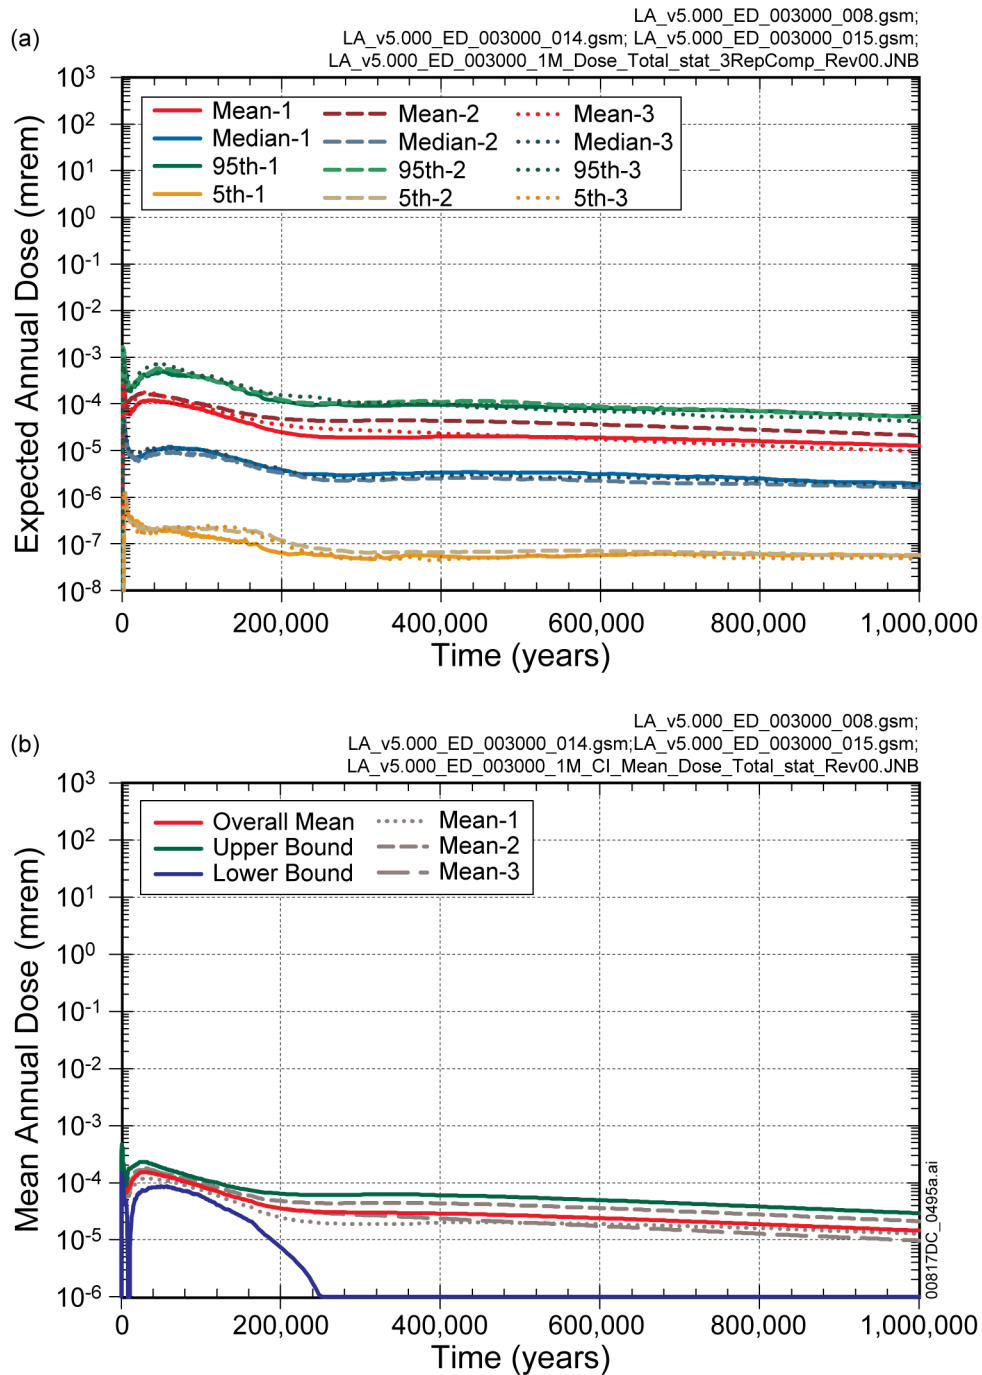 LA_v5.000_ED_003000_008.gsm;
(a)
LA_v5.000_ED_003000_014.gsm; LA_v5.000_ED_003000_015.gsm;
LA_v5.000_ED_003000_1M_Dose_Total_stat_3RepComp_Rev00.JNB
Expected Annual Dose (mrem)
10^3
10^2
10^1
10^0
10^-1
10^-2
10^-3
10^-4
10^-5
10^-6
10^-7
10^-8
Mean-1 Mean-2 Mean-3
Median-1 Median-2 Median-3
95th-1 95th-2 95th-3
5th-1 5th-2 5th-3
0 200,000 400,000 600,000 800,000 1,000,000
Time (years)
LA_v5.000_ED_003000_008.gsm;
(b)
LA_v5.000_ED_003000_014.gsm;LA_v5.000_ED_003000_015.gsm;
LA_v5.000_ED_003000_1M_CI_Mean_Dose_Total_stat_Rev00.JNB
Mean Annual Dose (mrem)
10^3
10^2
10^1
10^0
10^-1
10^-2
10^-3
10^-4
10^-5
10^-6
Overall Mean Mean-1
Upper Bound Mean-2
Lower Bound Mean-3
0 200,000 400,000 600,000 800,000 1,000,000
Time (years)
00817DC_0495a.ai